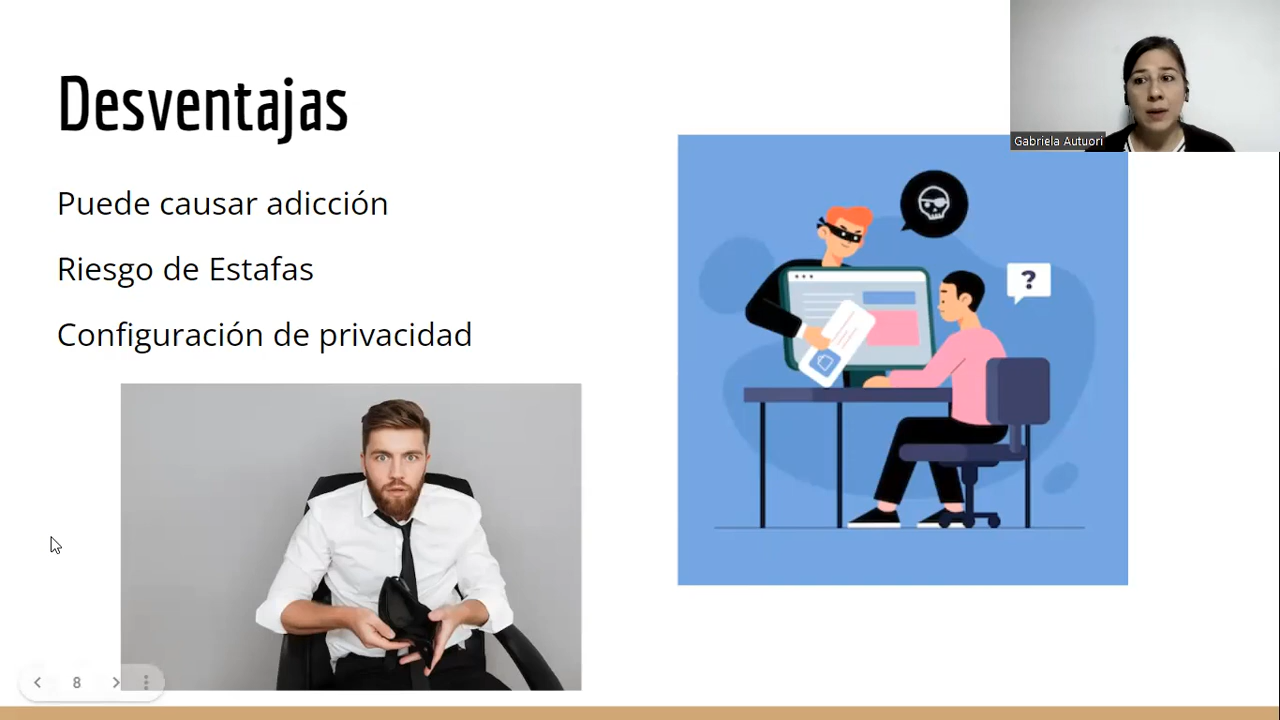 Desventajas
Puede causar adicción
Riesgo de Estafas
Configuración de privacidad
Gabriela Autuori
?
8